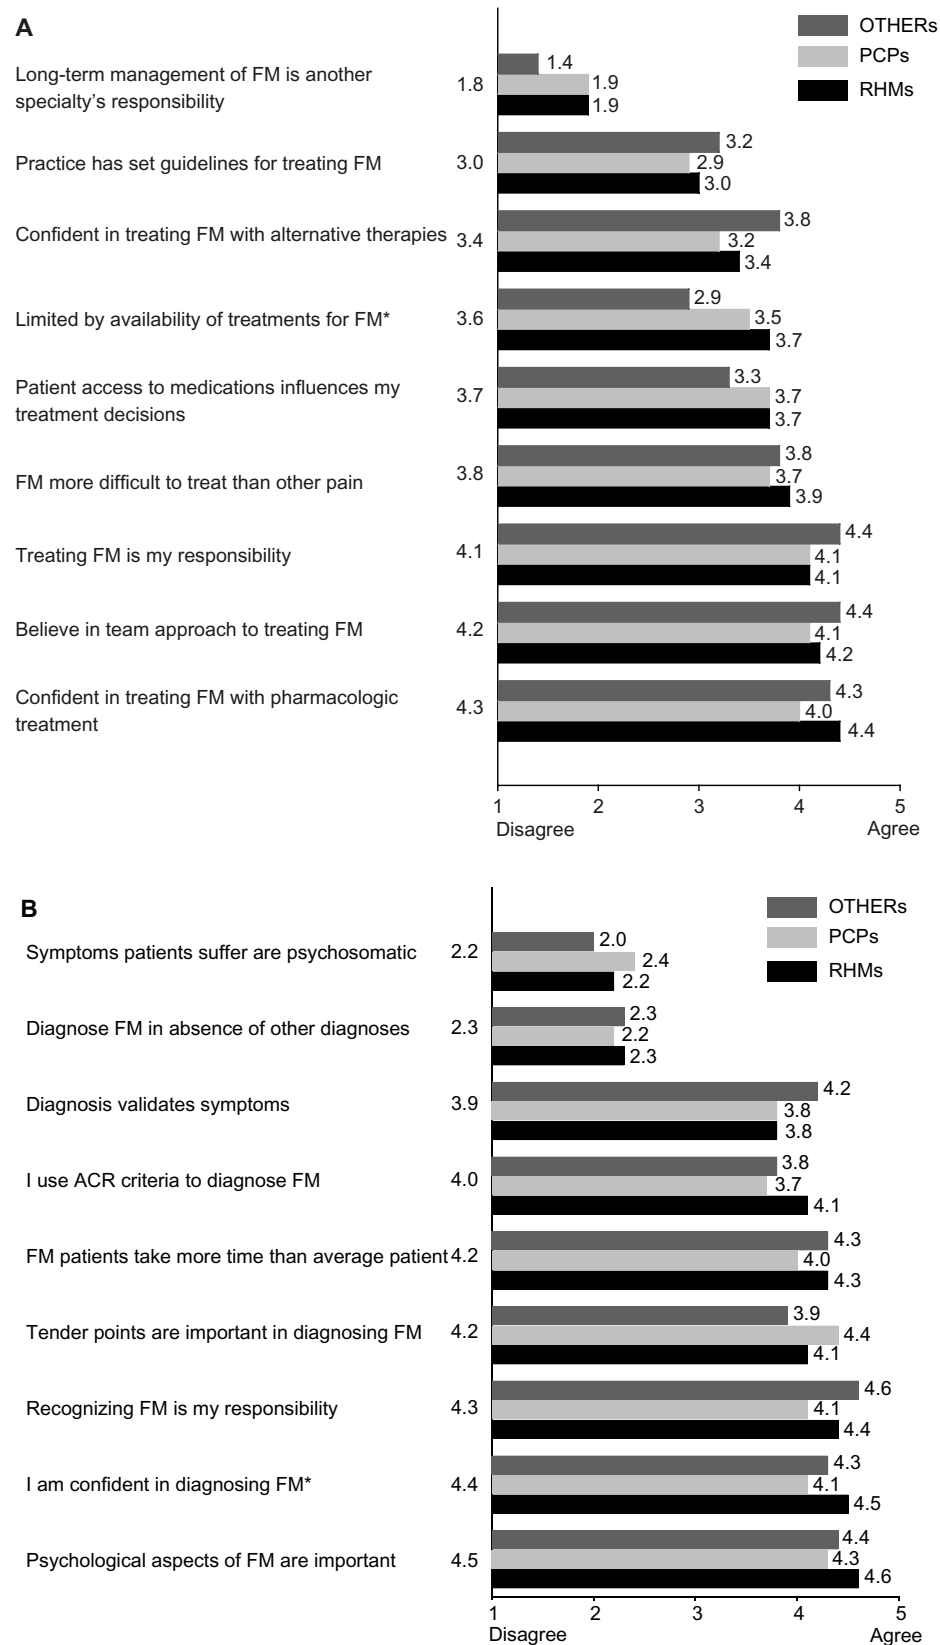 A
OTHERs
PCPs
RHMs
Long-term management of FM is another
specialty's responsibility
1.8
1.4
1.9
1.9
Practice has set guidelines for treating FM
3.0
3.2
2.9
3.0
Confident in treating FM with alternative therapies
3.4
3.8
3.2
3.4
Limited by availability of treatments for FM*
3.6
2.9
3.5
3.7
Patient access to medications influences my
treatment decisions
3.7
3.3
3.7
3.7
FM more difficult to treat than other pain
3.8
3.8
3.7
3.9
Treating FM is my responsibility
4.1
4.4
4.1
4.1
Believe in team approach to treating FM
4.2
4.4
4.1
4.2
Confident in treating FM with pharmacologic
treatment
4.3
4.3
4.0
4.4
1 2 3 4 5
Disagree Agree
B
OTHERs
PCPs
RHMs
Symptoms patients suffer are psychosomatic
2.2
2.0
2.4
2.2
Diagnose FM in absence of other diagnoses
2.3
2.3
2.2
2.3
Diagnosis validates symptoms
3.9
4.2
3.8
3.8
I use ACR criteria to diagnose FM
4.0
3.8
3.7
4.1
FM patients take more time than average patient
4.2
4.3
4.0
4.3
Tender points are important in diagnosing FM
4.2
3.9
4.4
4.1
Recognizing FM is my responsibility
4.3
4.6
4.1
4.4
I am confident in diagnosing FM*
4.4
4.3
4.1
4.5
Psychological aspects of FM are important
4.5
4.4
4.3
4.6
1 2 3 4 5
Disagree Agree